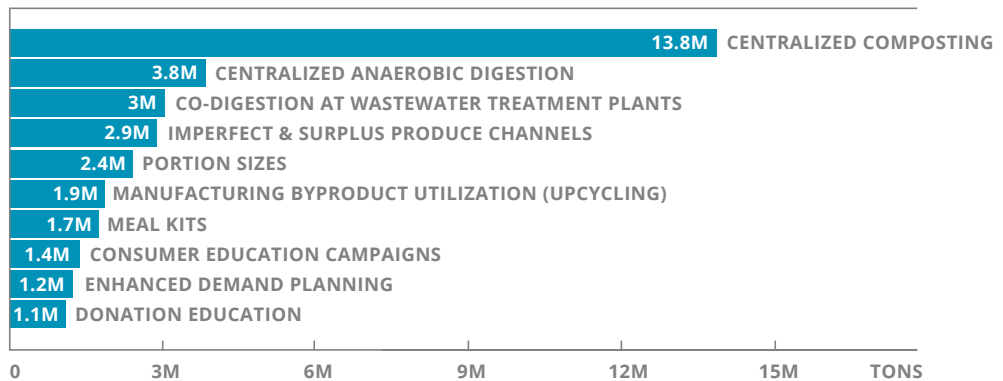 13.8M CENTRALIZED COMPOSTING
3.8M CENTRALIZED ANAEROBIC DIGESTION
3M CO-DIGESTION AT WASTEWATER TREATMENT PLANTS
2.9M IMPERFECT & SURPLUS PRODUCE CHANNELS
2.4M PORTION SIZES
1.9M MANUFACTURING BYPRODUCT UTILIZATION (UPCYCLING)
1.7M MEAL KITS
1.4M CONSUMER EDUCATION CAMPAIGNS
1.2M ENHANCED DEMAND PLANNING
1.1M DONATION EDUCATION
0 3M 6M 9M 12M 15M TONS